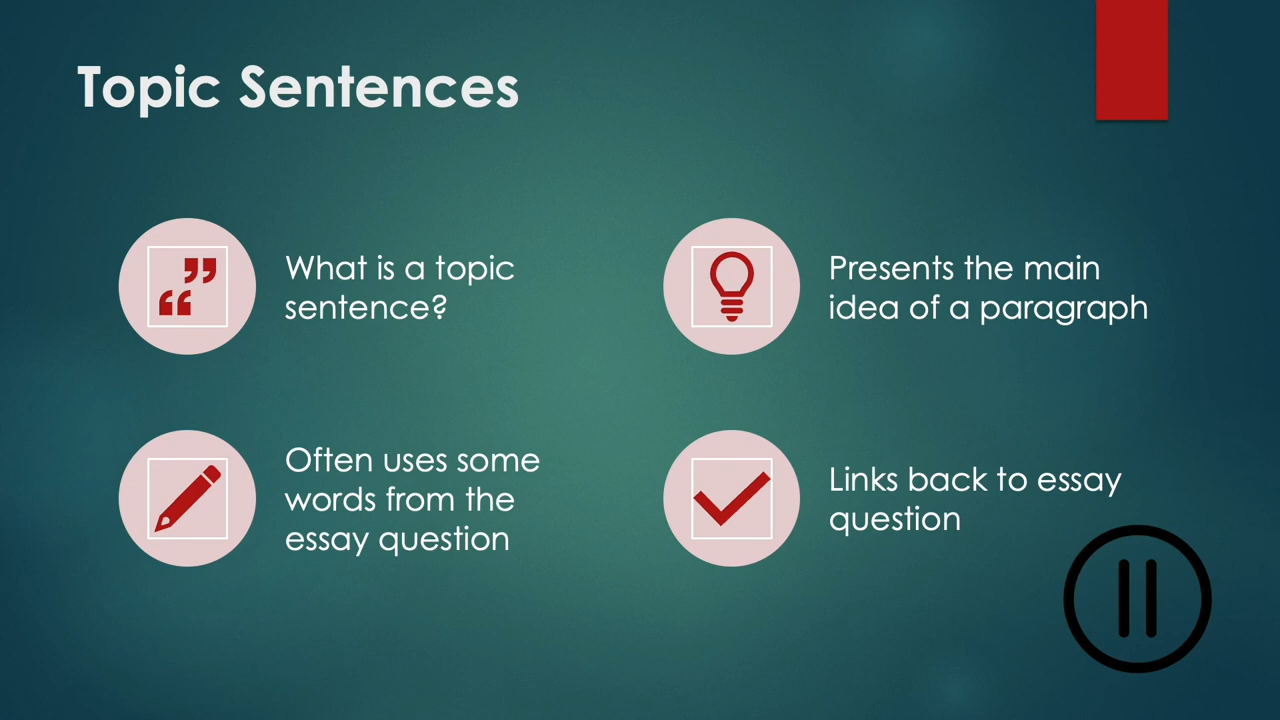 Topic Sentences
What is a topic
sentence?
Presents the main
idea of a paragraph
Often uses some
words from the
essay question
Links back to essay
question